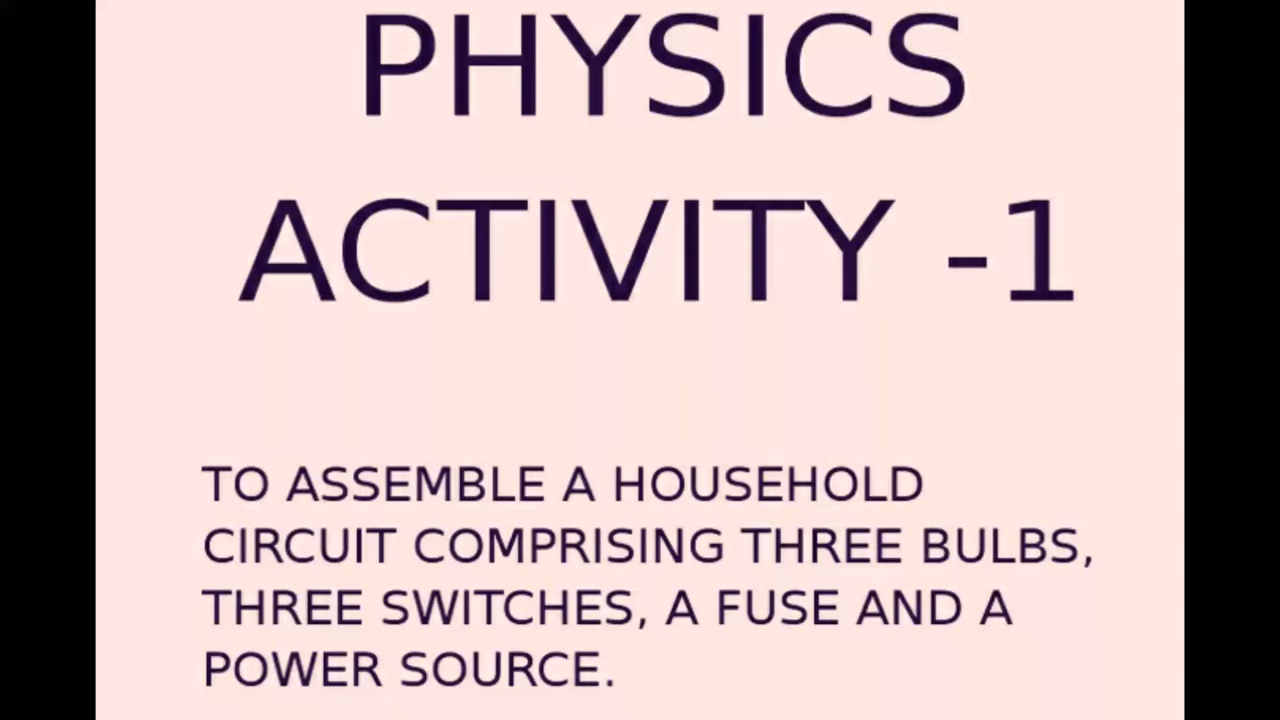 PHYSICS
ACTIVITY -1
TO ASSEMBLE A HOUSEHOLD
CIRCUIT COMPRISING THREE BULBS,
THREE SWITCHES, A FUSE AND A
POWER SOURCE.